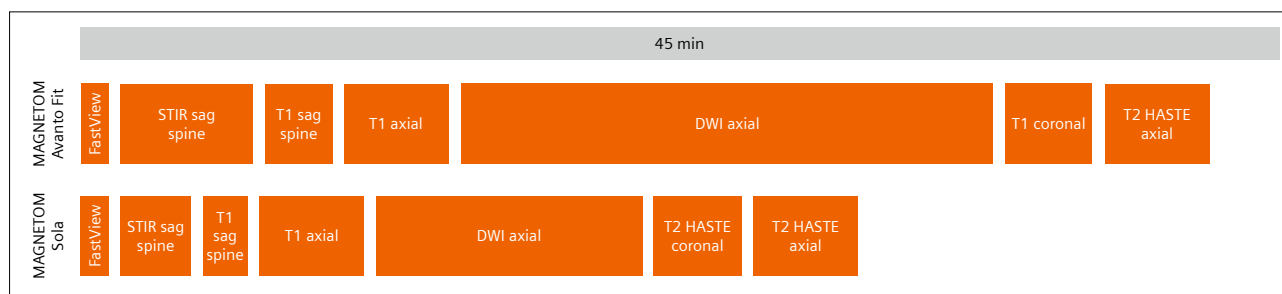 45 min
MAGNETOM
Avanto Fit
FastView
STIR sag
spine
T1 sag
spine
T1 axial
DWI axial
T1 coronal
T2 HASTE
axial
MAGNETOM
Sola
FastView
STIR sag
spine
T1
sag
spine
T1 axial
DWI axial
T2 HASTE
coronal
T2 HASTE
axial